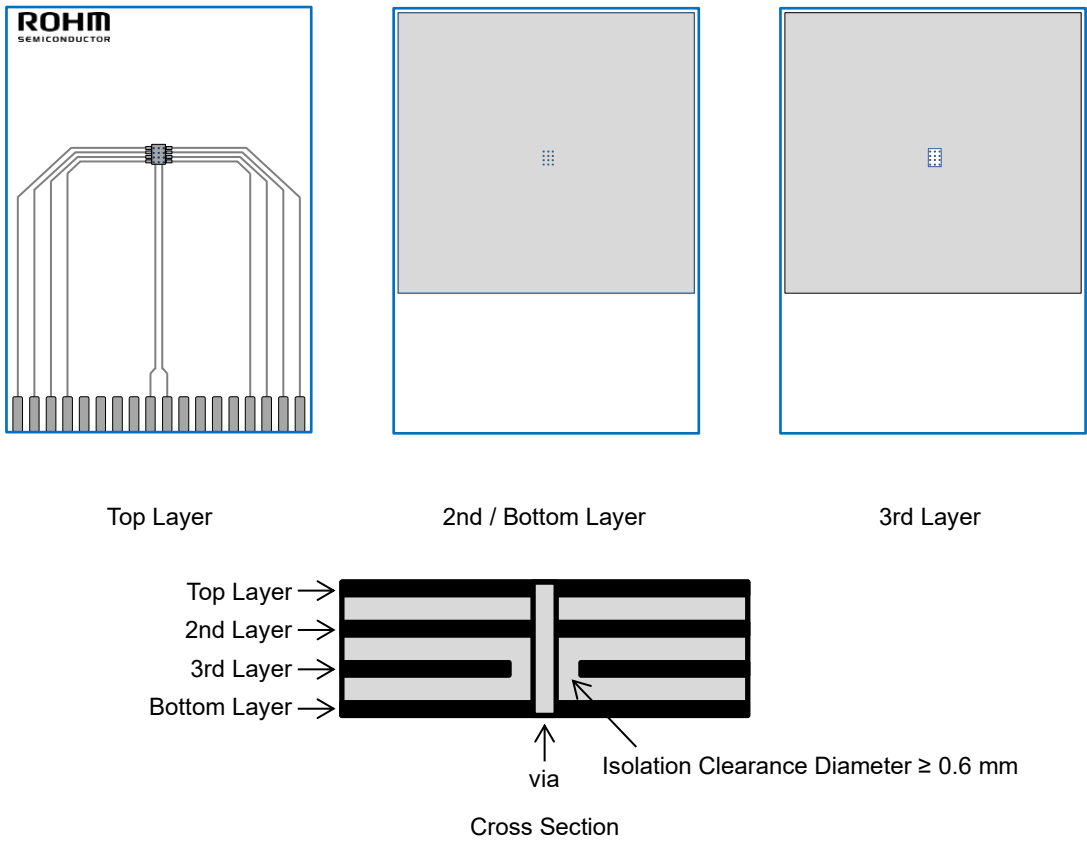 ROHM
SEMICONDUCTOR
Top Layer
2nd / Bottom Layer
3rd Layer
Top Layer
2nd Layer
3rd Layer
Bottom Layer
Isolation Clearance Diameter ≥ 0.6 mm
via
Cross Section